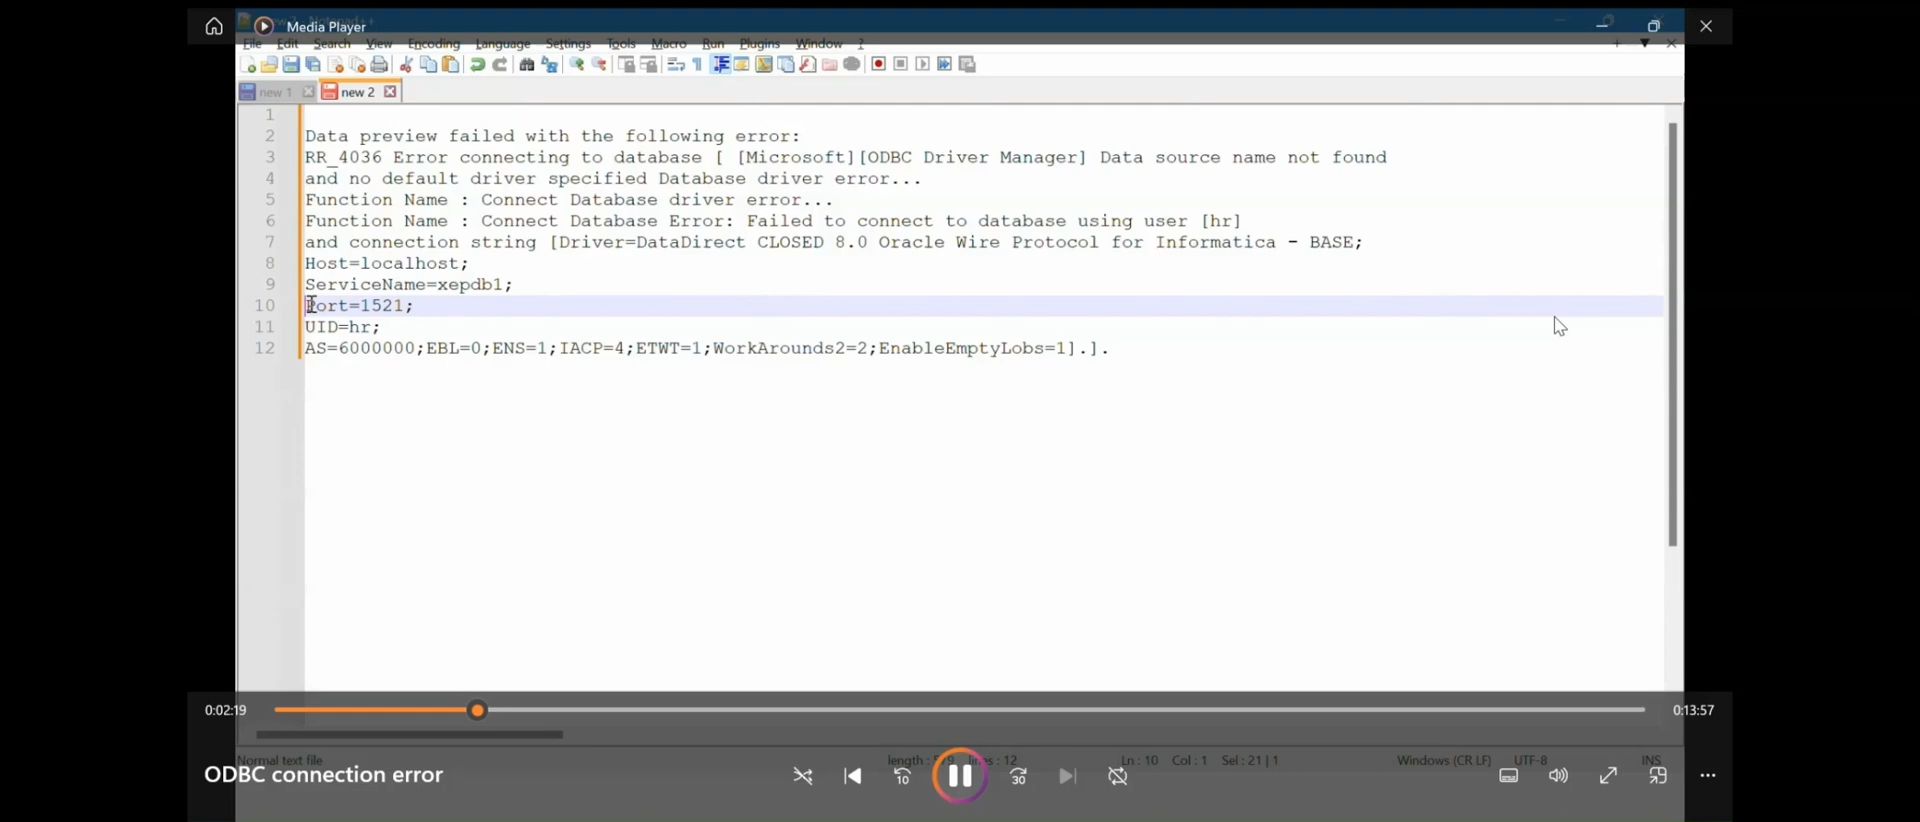 Media Player
File Edit Search View Encoding Language Settings Tools Macro Run Plugins Window ?
new 1 new 2
1
2 Data preview failed with the following error:
3 RR_4036 Error connecting to database [ [Microsoft][ODBC Driver Manager] Data source name not found
4 and no default driver specified Database driver error...
5 Function Name : Connect Database driver error...
6 Function Name : Connect Database Error: Failed to connect to database using user [hr]
7 and connection string [Driver=DataDirect CLOSED 8.0 Oracle Wire Protocol for Informatica - BASE;
8 Host=localhost;
9 ServiceName=xepdb1;
10 Port=1521;
11 UID=hr;
12 AS=6000000;EBL=0;ENS=1;IACP=4;ETWT=1;WorkArounds2=2;EnableEmptyLobs=1].].
0:02:19 0:13:57
Normal text file length : lines : 12 Ln : 10 Col : 1 Sel : 21 | 1 Windows (CR LF) UTF-8 INS
ODBC connection error 10 30